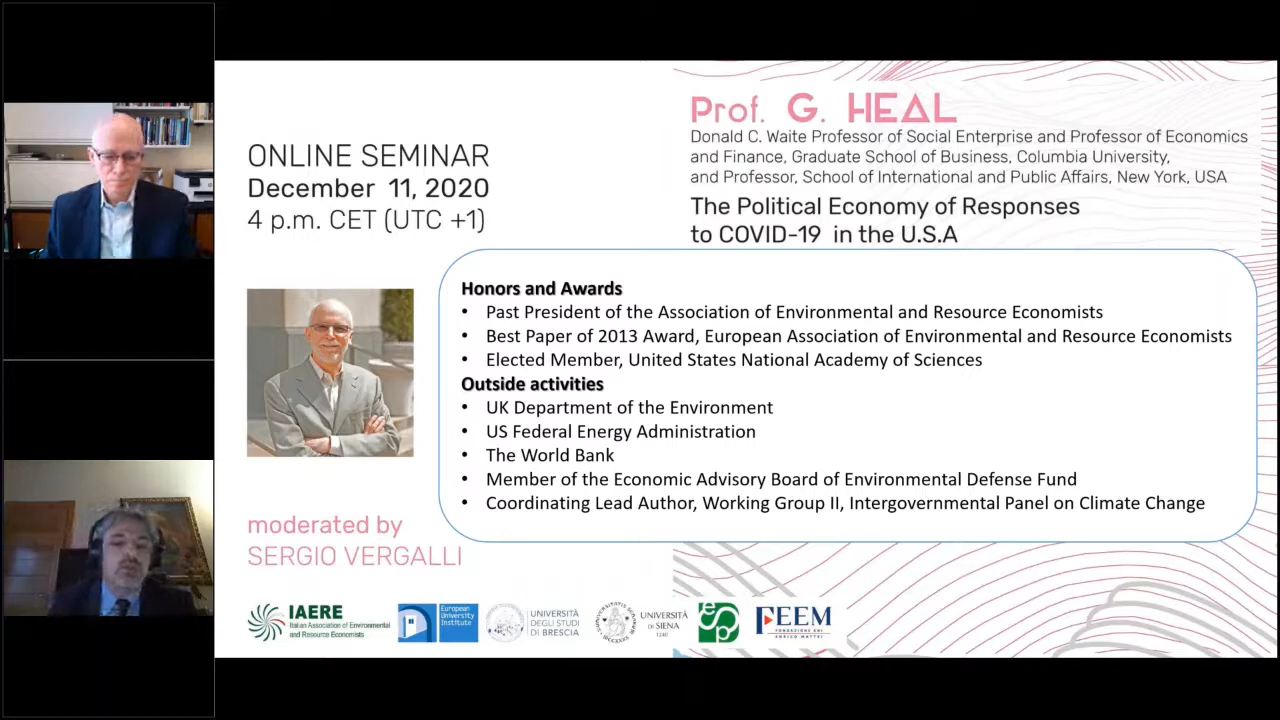 ONLINE SEMINAR
December 11, 2020
4 p.m. CET (UTC +1)
Prof. G. HEAL
Donald C. Waite Professor of Social Enterprise and Professor of Economics
and Finance, Graduate School of Business, Columbia University,
and Professor, School of International and Public Affairs, New York, USA
The Political Economy of Responses
to COVID-19 in the U.S.A
Honors and Awards
• Past President of the Association of Environmental and Resource Economists
• Best Paper of 2013 Award, European Association of Environmental and Resource Economists
• Elected Member, United States National Academy of Sciences
Outside activities
• UK Department of the Environment
• US Federal Energy Administration
• The World Bank
• Member of the Economic Advisory Board of Environmental Defense Fund
• Coordinating Lead Author, Working Group II, Intergovernmental Panel on Climate Change
moderated by
SERGIO VERGALLI
IAERE
Italian Association of Environmental
and Resource Economists
European
University
Institute
UNIVERSITÀ
DEGLI STUDI
DI BRESCIA
UNIVERSITÀ
DI SIENA
1240
esp
FEEM
FONDAZIONE ENI
ENRICO MATTEI